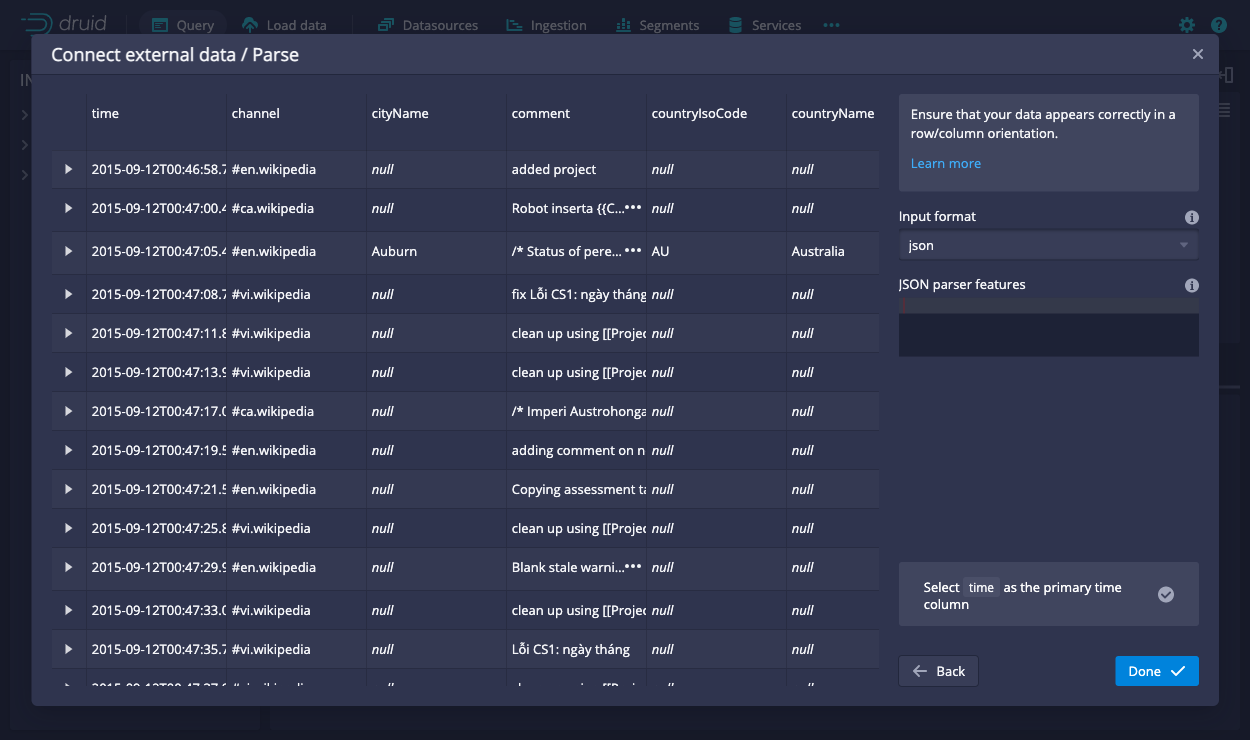 druid Query Load data Datasources Ingestion Segments Services •••
Connect external data / Parse
time channel cityName comment countryIsoCode countryName
2015-09-12T00:46:58.7 #en.wikipedia null added project null null
2015-09-12T00:47:00.4 #ca.wikipedia null Robot inserta {{C...••• null null
2015-09-12T00:47:05.4 #en.wikipedia Auburn /* Status of pere...••• AU Australia
2015-09-12T00:47:08.7 #vi.wikipedia null fix Lỗi CS1: ngày tháng null null
2015-09-12T00:47:11.8 #vi.wikipedia null clean up using [[Projec null null
2015-09-12T00:47:13.9 #vi.wikipedia null clean up using [[Projec null null
2015-09-12T00:47:17.0 #ca.wikipedia null /* Imperi Austrohonga null null
2015-09-12T00:47:19.5 #en.wikipedia null adding comment on n null null
2015-09-12T00:47:21.5 #en.wikipedia null Copying assessment ta null null
2015-09-12T00:47:25.8 #vi.wikipedia null clean up using [[Projec null null
2015-09-12T00:47:29.9 #en.wikipedia null Blank stale warni...••• null null
2015-09-12T00:47:33.0 #vi.wikipedia null clean up using [[Projec null null
2015-09-12T00:47:35.7 #vi.wikipedia null Lỗi CS1: ngày tháng null null
Ensure that your data appears correctly in a
row/column orientation.
Learn more
Input format
json
JSON parser features
Select time as the primary time
column
Back Done